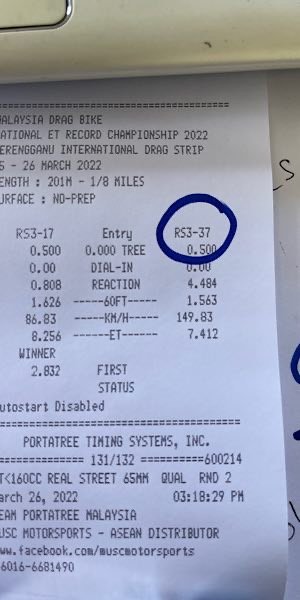 MALAYSIA DRAG BIKE
NATIONAL ET RECORD CHAMPIONSHIP 2022
TERENGGANU INTERNATIONAL DRAG STRIP
25 - 26 MARCH 2022
LENGTH : 201M - 1/8 MILES
SURFACE : NO-PREP
RS3-17 Entry RS3-37
0.500 0.000 TREE 0.500
0.00 DIAL-IN 0.00
0.808 REACTION 4.484
1.626 -----60FT----- 1.563
86.83 -----KM/H----- 149.83
8.256 ------ET------ 7.412
WINNER
2.832 FIRST
STATUS
utostart Disabled
PORTATREE TIMING SYSTEMS, INC.
============= 131/132 ==========600214
T<160CC REAL STREET 65MM QUAL RND 2
arch 26, 2022 03:18:29 PM
EAM PORTATREE MALAYSIA
USC MOTORSPORTS - ASEAN DISTRIBUTOR
ww.facebook.com/muscmotorsports
6016-6681490